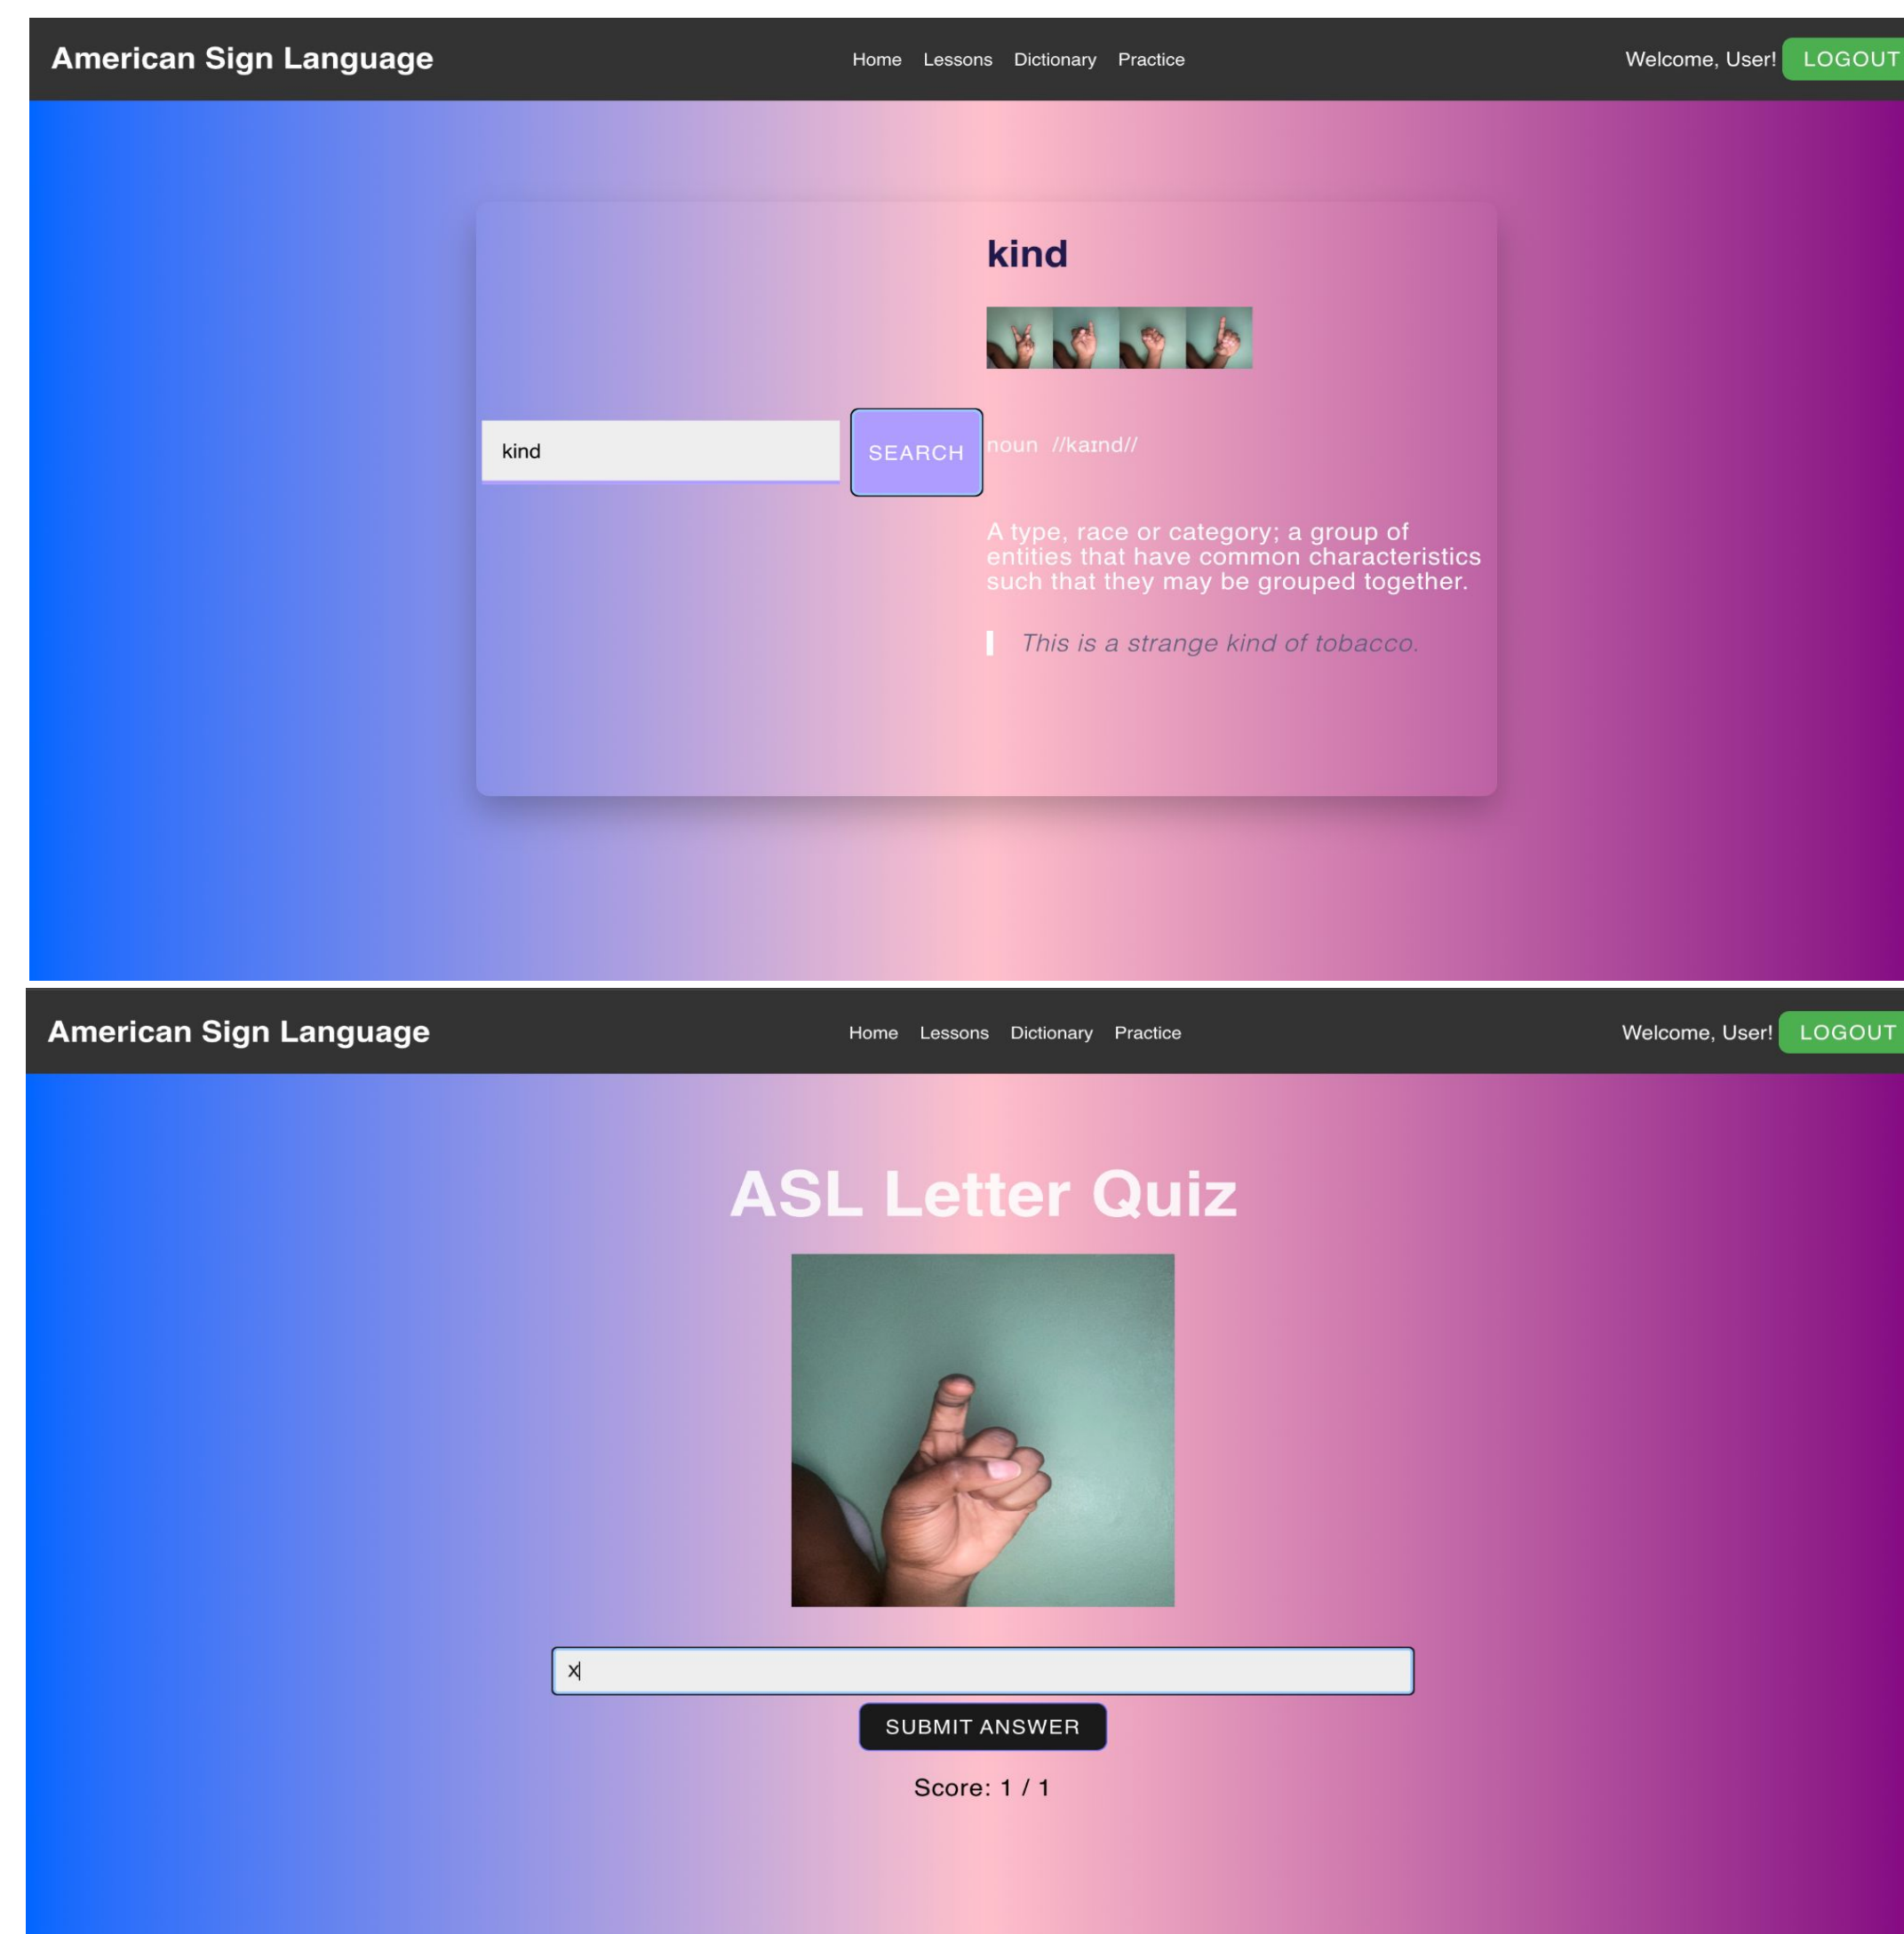 American Sign Language
Home Lessons Dictionary Practice
Welcome, User! LOGOUT
kind
kind
SEARCH
noun //kaɪnd//
A type, race or category; a group of
entities that have common characteristics
such that they may be grouped together.
This is a strange kind of tobacco.
American Sign Language
Home Lessons Dictionary Practice
Welcome, User! LOGOUT
ASL Letter Quiz
x
SUBMIT ANSWER
Score: 1 / 1